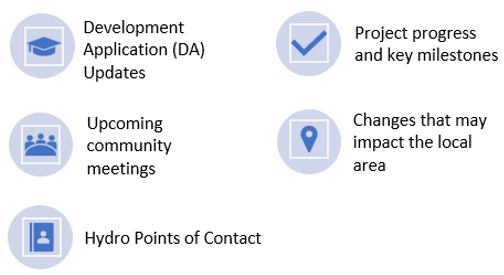 Development
Application (DA)
Updates
Project progress
and key milestones
Upcoming
community
meetings
Changes that may
impact the local
area
Hydro Points of Contact